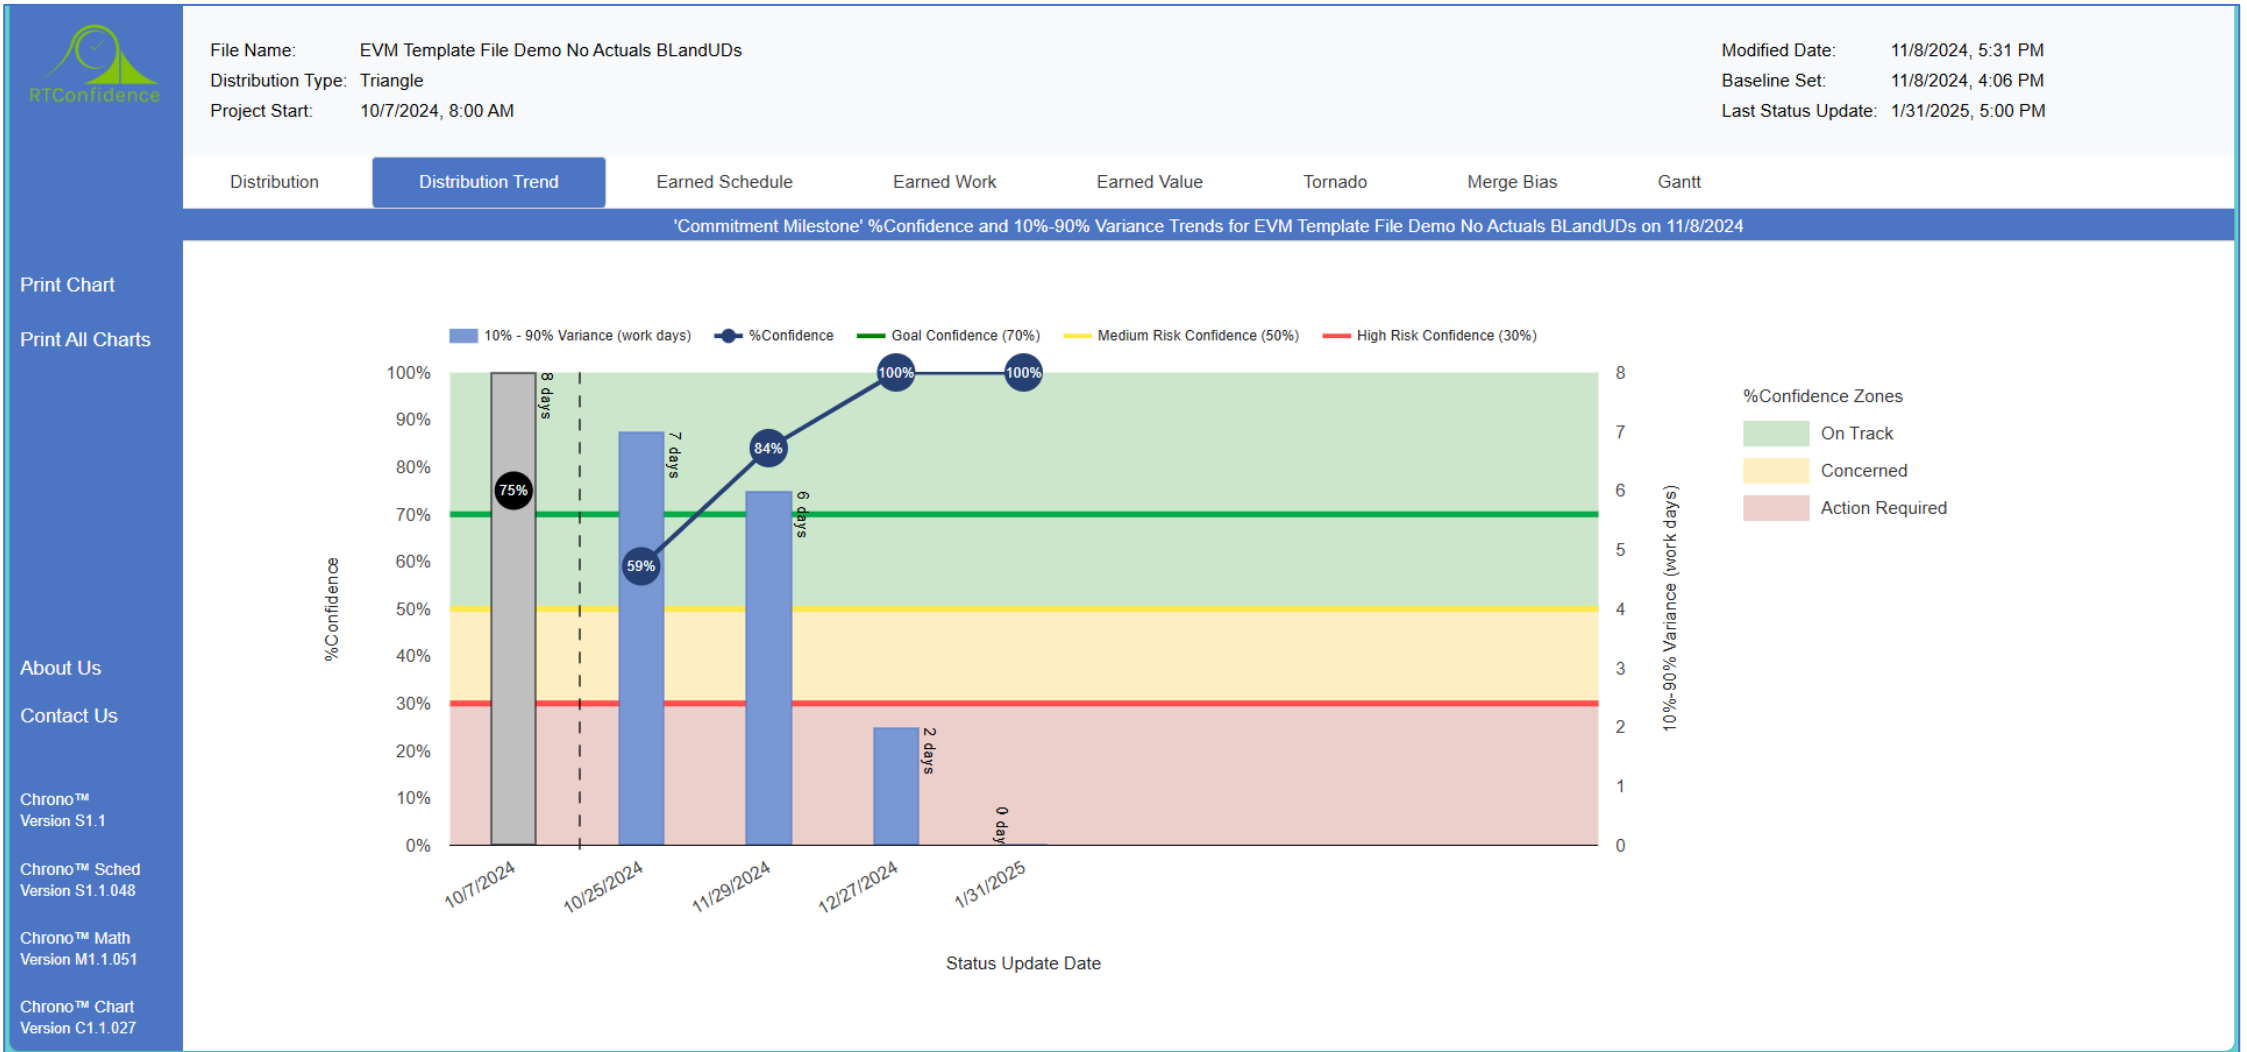 RTConfidence
File Name: EVM Template File Demo No Actuals BLandUDs
Distribution Type: Triangle
Project Start: 10/7/2024, 8:00 AM
Modified Date: 11/8/2024, 5:31 PM
Baseline Set: 11/8/2024, 4:06 PM
Last Status Update: 1/31/2025, 5:00 PM
Distribution Distribution Trend Earned Schedule Earned Work Earned Value Tornado Merge Bias Gantt
'Commitment Milestone' %Confidence and 10%-90% Variance Trends for EVM Template File Demo No Actuals BLandUDs on 11/8/2024
Print Chart
Print All Charts
About Us
Contact Us
Chrono™
Version S1.1
Chrono™ Sched
Version S1.1.048
Chrono™ Math
Version M1.1.051
Chrono™ Chart
Version C1.1.027
10% - 90% Variance (work days) %Confidence Goal Confidence (70%) Medium Risk Confidence (50%) High Risk Confidence (30%)
%Confidence
100%
90%
80%
70%
60%
50%
40%
30%
20%
10%
0%
8 days
7 days
6 days
2 days
0 day
75%
59%
84%
100%
100%
8
7
6
5
4
3
2
1
0
10%-90% Variance (work days)
10/7/2024
10/25/2024
11/29/2024
12/27/2024
1/31/2025
Status Update Date
%Confidence Zones
On Track
Concerned
Action Required